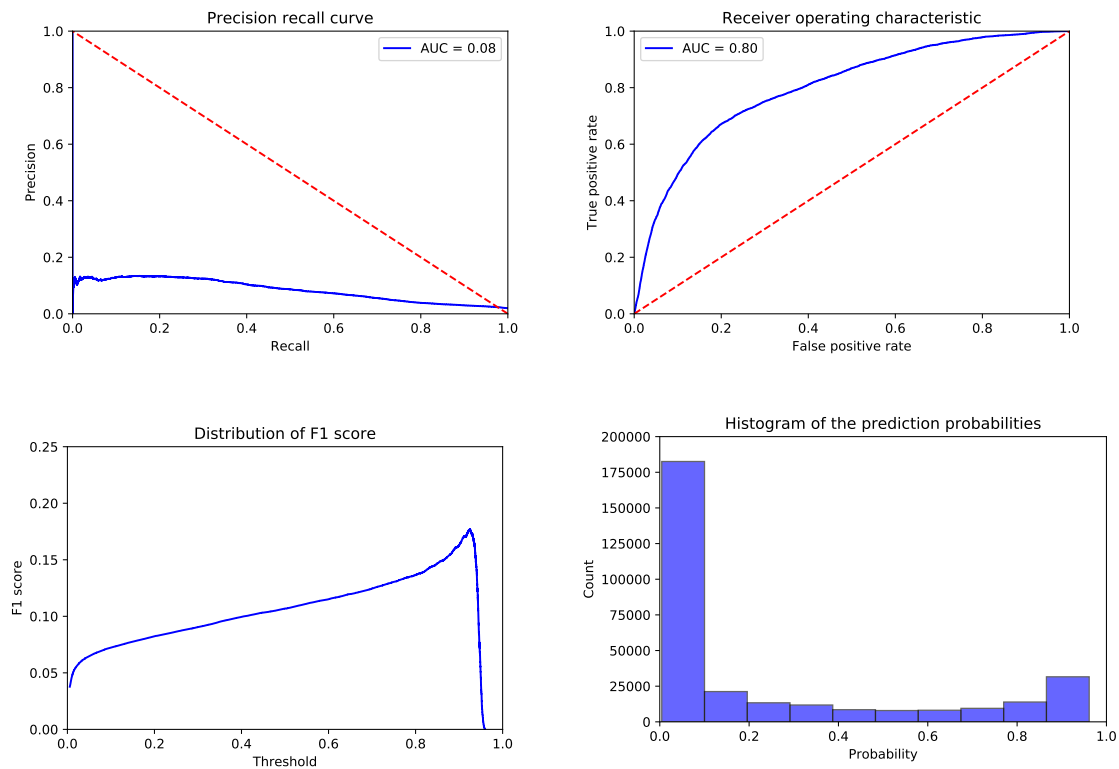 Precision recall curve
1.0
0.8
0.6
0.4
0.2
0.0
Precision
AUC = 0.08
0.0 0.2 0.4 0.6 0.8 1.0
Recall
Receiver operating characteristic
1.0
0.8
0.6
0.4
0.2
0.0
True positive rate
AUC = 0.80
0.0 0.2 0.4 0.6 0.8 1.0
False positive rate
Distribution of F1 score
0.25
0.20
0.15
0.10
0.05
0.00
F1 score
0.0 0.2 0.4 0.6 0.8 1.0
Threshold
Histogram of the prediction probabilities
200000
175000
150000
125000
100000
75000
50000
25000
0
Count
0.0 0.2 0.4 0.6 0.8 1.0
Probability